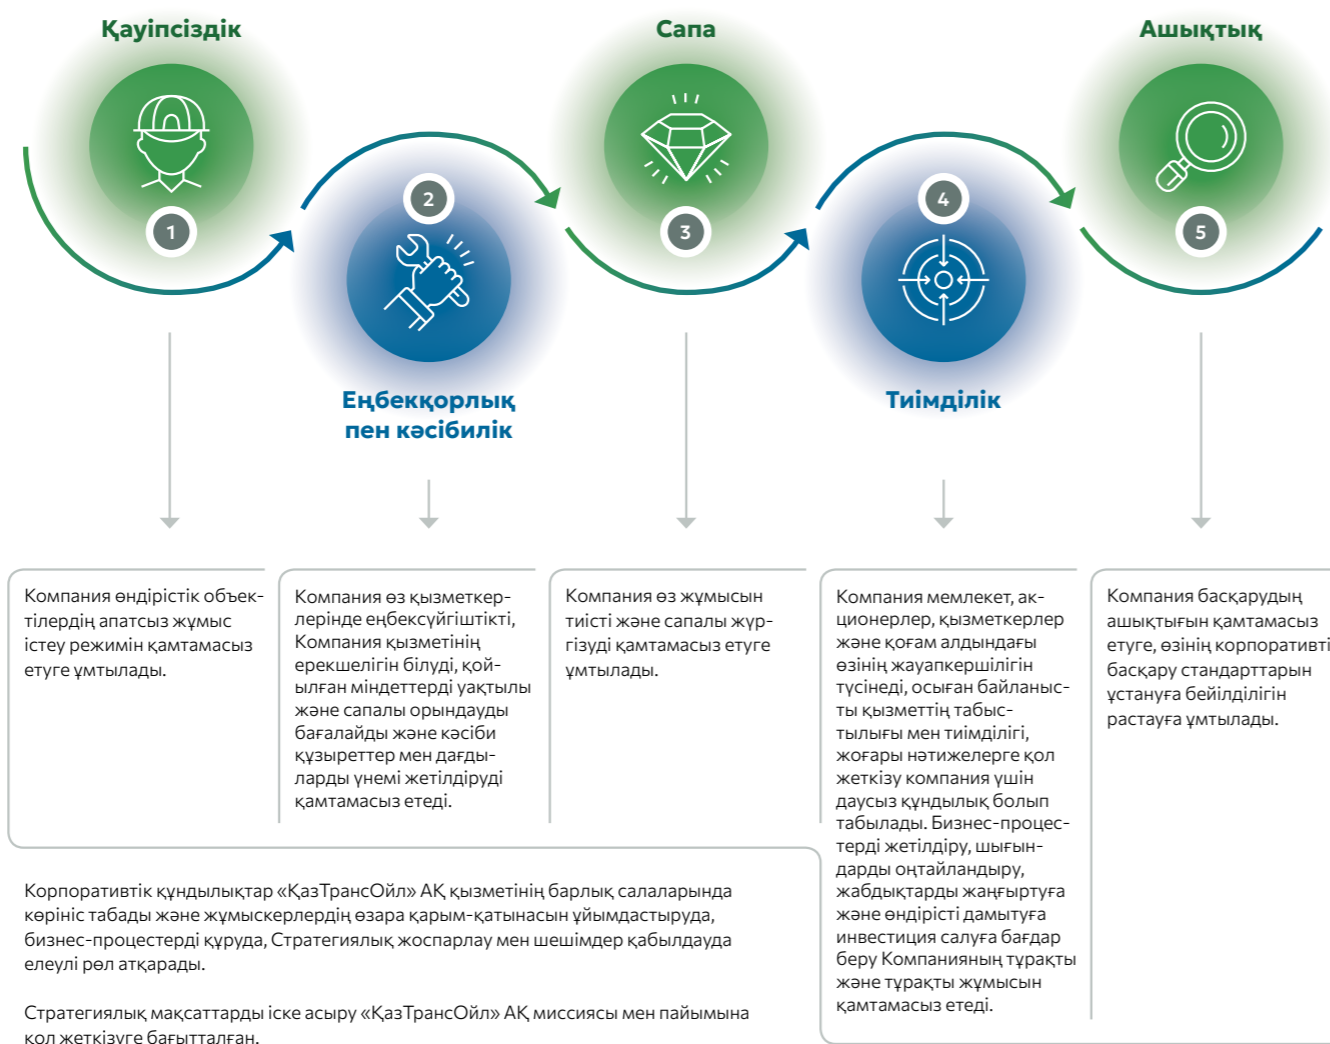 Қауіпсіздік
Сапа
Ашықтық
1
2
3
4
5
Еңбекқорлық
пен кәсібилік
Тиімділік
Компания өндірістік объек-
тілердің апатсыз жұмыс
істеу режимін қамтамасыз
етуге ұмтылады.
Компания өз қызметкер-
лерінде еңбексүйгіштікті,
Компания қызметінің
ерекшелігін білуді, қой-
ылған міндеттерді уақтылы
және сапалы орындауды
бағалайды және кәсіби
құзыреттер мен дағды-
ларды үнемі жетілдіруді
қамтамасыз етеді.
Компания өз жұмысын
тиісті және сапалы жүр-
гізуді қамтамасыз етуге
ұмтылады.
Компания мемлекет, ак-
ционерлер, қызметкерлер
және қоғам алдындағы
өзінің жауапкершілігін
түсінеді, осыған байланыс-
ты қызметтің табыс-
тылығы мен тиімділігі,
жоғары нәтижелерге қол
жеткізу компания үшін
даусыз құндылық болып
табылады. Бизнес-процес-
терді жетілдіру, шығын-
дарды оңтайландыру,
жабдықтарды жаңғыртуға
және өндірісті дамытуға
инвестиция салуға бағдар
беру Компанияның тұрақты
және тұрақты жұмысын
қамтамасыз етеді.
Компания басқарудың
ашықтығын қамтамасыз
етуге, өзінің корпоративті
басқару стандарттарын
ұстануға бейілділігін
растауға ұмтылады.
Корпоративтік құндылықтар «ҚазТрансОйл» АҚ қызметінің барлық салаларында
көрініс табады және жұмыскерлердің өзара қарым-қатынасын ұйымдастыруда,
бизнес-процестерді құруда, Стратегиялық жоспарлау мен шешімдер қабылдауда
елеулі рөл атқарады.
Стратегиялық мақсаттарды іске асыру «ҚазТрансОйл» АҚ миссиясы мен пайымына
қол жеткізуге бағытталған.